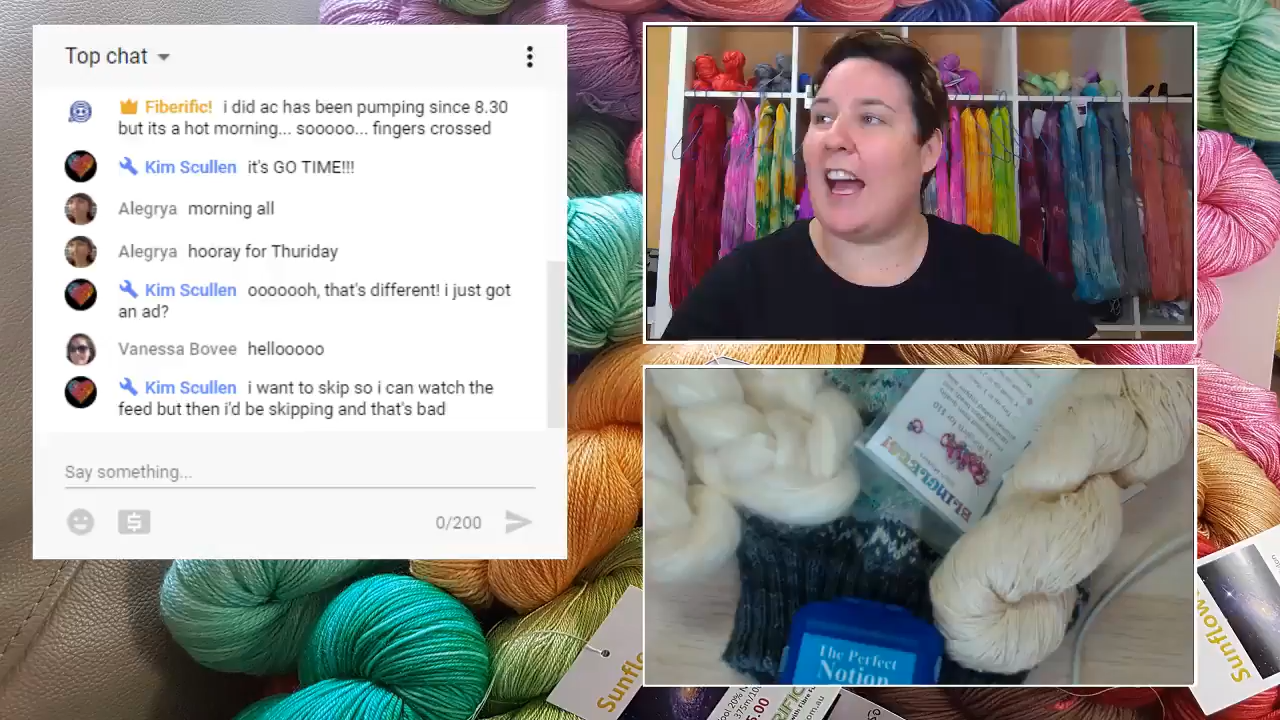 Top chat
Fiberific! i did ac has been pumping since 8.30
but its a hot morning... sooooo... fingers crossed
Kim Scullen it's GO TIME!!!
Alegrya morning all
Alegrya hooray for Thuriday
Kim Scullen ooooooh, that's different! i just got
an ad?
Vanessa Bovee hellooooo
Kim Scullen i want to skip so i can watch the
feed but then i'd be skipping and that's bad
Say something...
0/200
The Perfect
Notion
Sunflow
Sunflo
375m/10